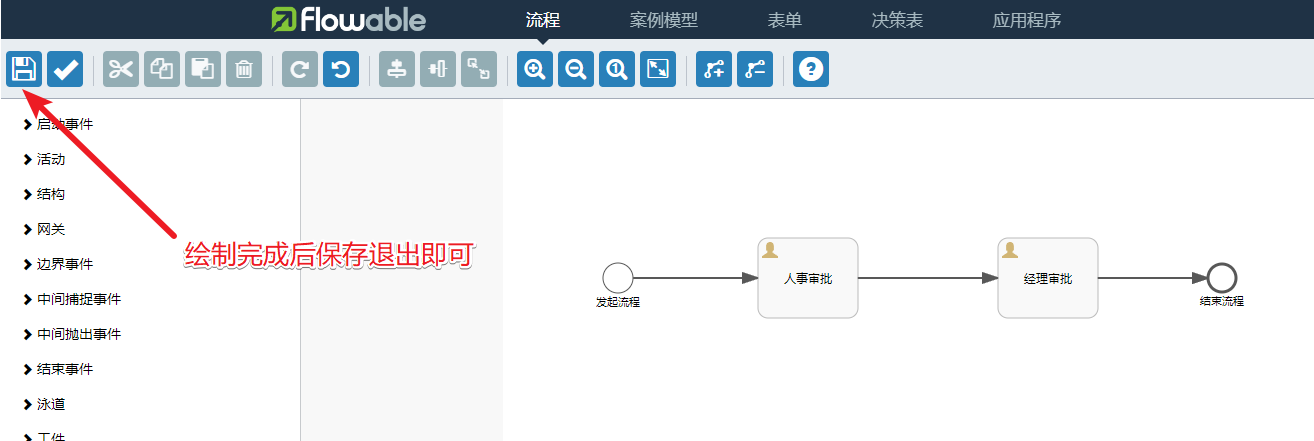 flowable 流程 案例模型 表单 决策表 应用程序
启动事件
活动
结构
网关
边界事件
中间捕捉事件
中间抛出事件
结束事件
泳道
工件
绘制完成后保存退出即可
发起流程
人事审批
经理审批
结束流程